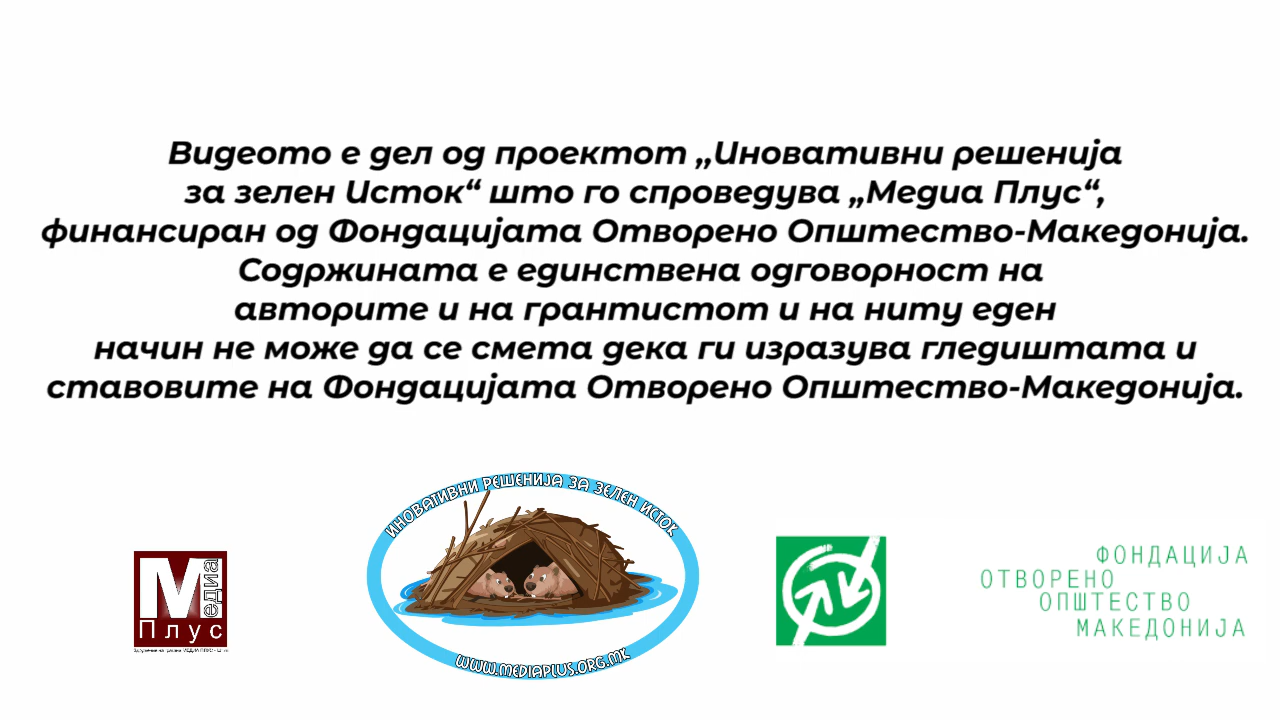 Видеото е дел од проектот „Иновативни решенија
за зелен Исток“ што го спроведува „Медиа Плус“,
финансиран од Фондацијата Отворено Општество-Македонија.
Содржината е единствена одговорност на
авторите и на грантистот и на ниту еден
начин не може да се смета дека ги изразува гледиштата и
ставовите на Фондацијата Отворено Општество-Македонија.
ИНОВАТИВНИ РЕШЕНИЈА ЗА ЗЕЛЕН ИСТОК
WWW.MEDIAPLUS.ORG.MK
Медиа
Плус
ФОНДАЦИЈА
ОТВОРЕНО
ОПШТЕСТВО
МАКЕДОНИЈА